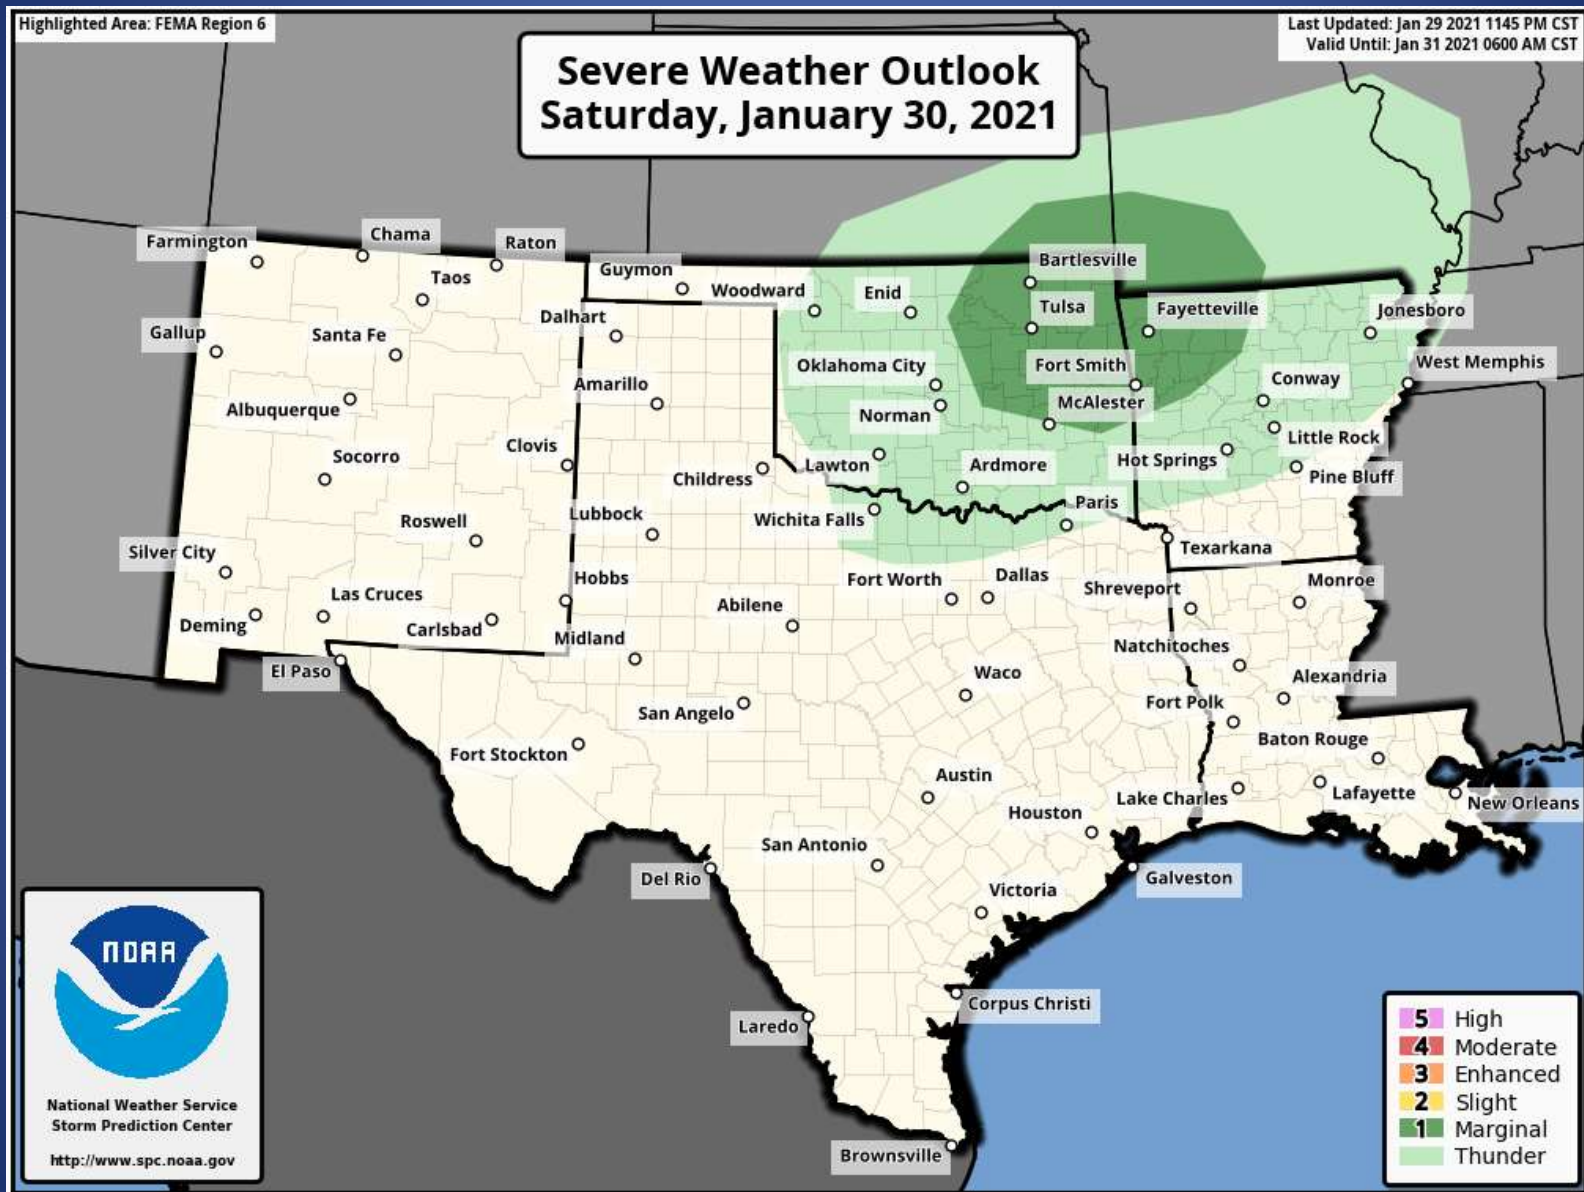 Highlighted Area: FEMA Region 6
Last Updated: Jan 29 2021 1145 PM CST
Valid Until: Jan 31 2021 0600 AM CST
Severe Weather Outlook
Saturday, January 30, 2021
Farmington
Chama
Raton
Taos
Guymon
Woodward
Enid
Bartlesville
Tulsa
Fayetteville
Jonesboro
Gallup
Santa Fe
Dalhart
Oklahoma City
Fort Smith
West Memphis
Albuquerque
Amarillo
Norman
McAlester
Conway
Little Rock
Socorro
Clovis
Childress
Lawton
Ardmore
Hot Springs
Pine Bluff
Roswell
Lubbock
Wichita Falls
Paris
Texarkana
Silver City
Las Cruces
Hobbs
Abilene
Fort Worth
Dallas
Shreveport
Monroe
Deming
Carlsbad
Midland
Natchitoches
El Paso
San Angelo
Waco
Alexandria
Fort Polk
Fort Stockton
Baton Rouge
Austin
Houston
Lake Charles
Lafayette
New Orleans
San Antonio
Del Rio
Victoria
Galveston
Laredo
Corpus Christi
Brownsville
NOAA
National Weather Service
Storm Prediction Center
http://www.spc.noaa.gov
5 High
4 Moderate
3 Enhanced
2 Slight
1 Marginal
Thunder